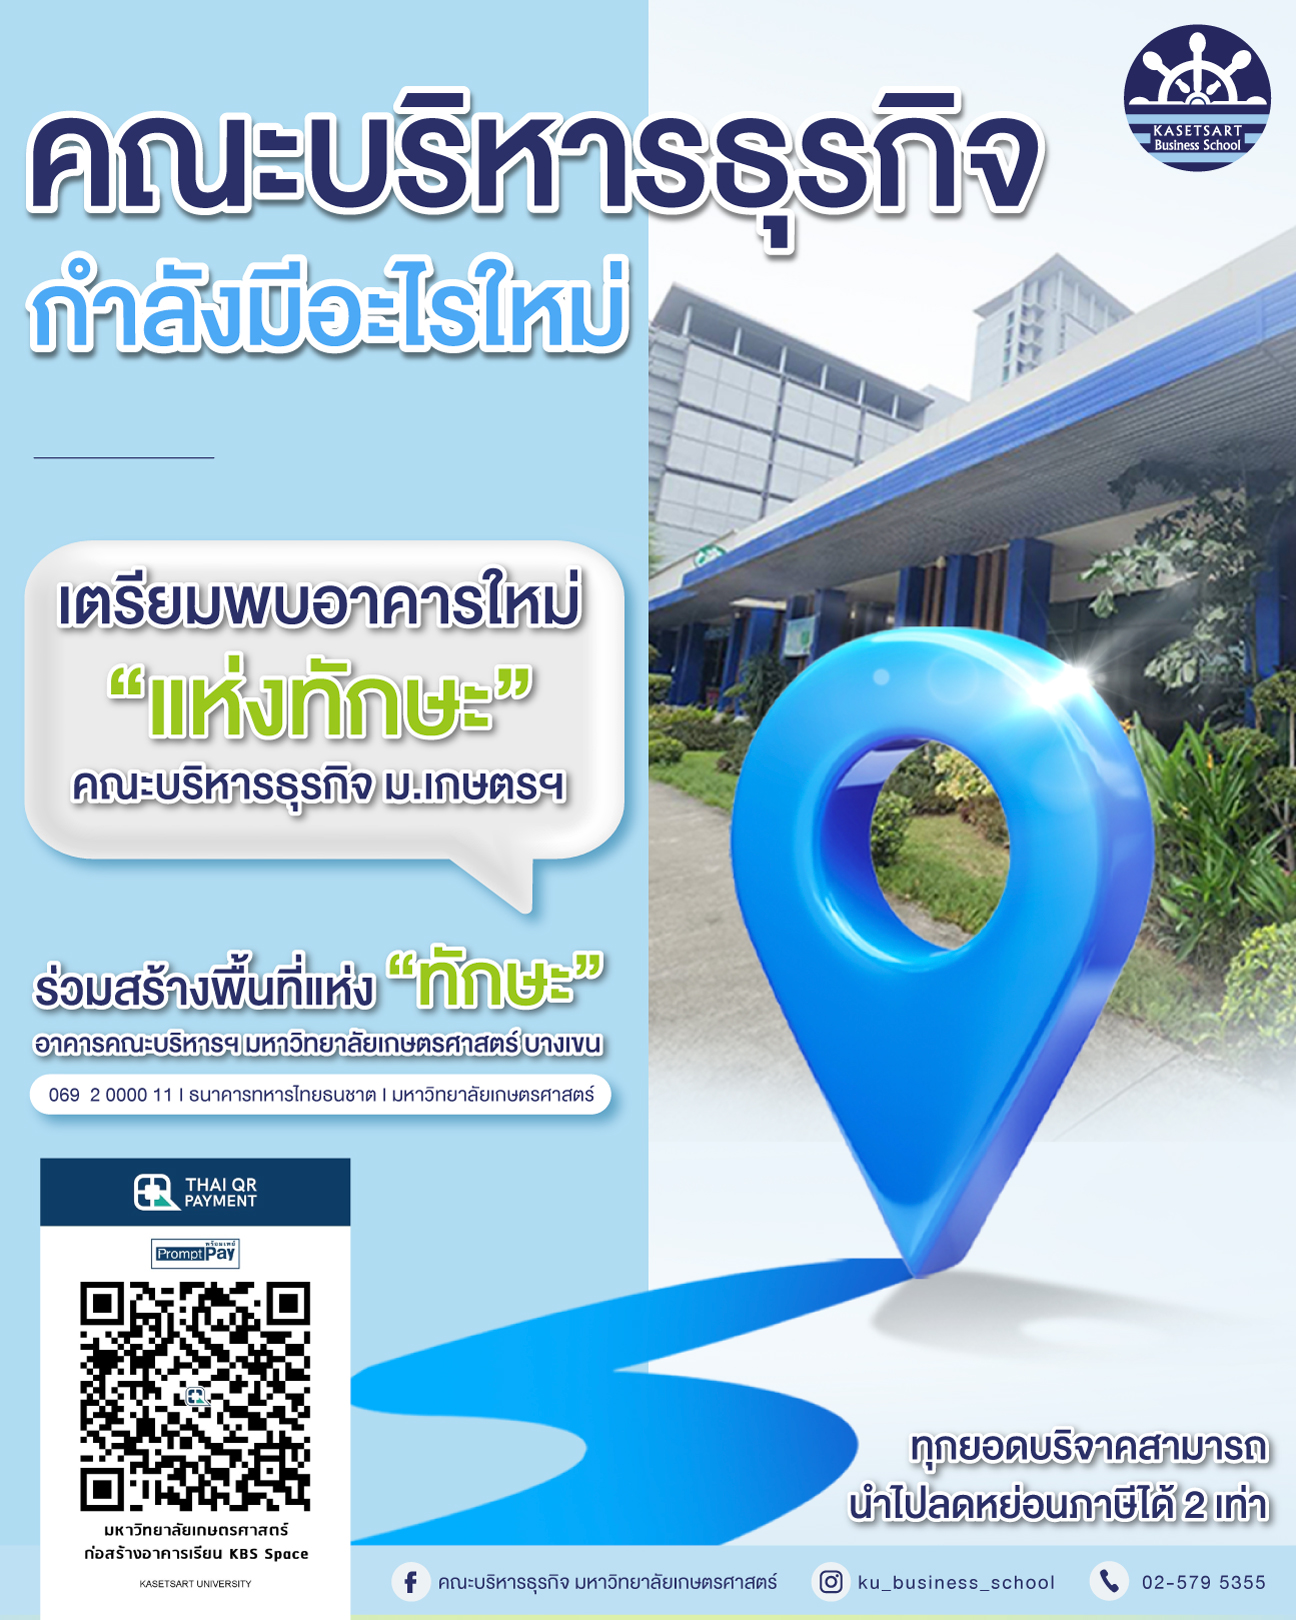 คณะบริหารธุรกิจ
กำลังมีอะไรใหม่
KASETSART
Business School
เตรียมพบอาคารใหม่
“แห่งทักษะ”
คณะบริหารธุรกิจ ม.เกษตรฯ
ร่วมสร้างพื้นที่แห่ง “ทักษะ”
อาคารคณะบริหารฯ มหาวิทยาลัยเกษตรศาสตร์ บางเขน
069 2 0000 11 | ธนาคารทหารไทยธนชาต | มหาวิทยาลัยเกษตรศาสตร์
THAI QR
PAYMENT
พร้อมเพย์
PromptPay
มหาวิทยาลัยเกษตรศาสตร์
ก่อสร้างอาคารเรียน KBS Space
KASETSART UNIVERSITY
ทุกยอดบริจาคสามารถ
นำไปลดหย่อนภาษีได้ 2 เท่า
คณะบริหารธุรกิจ มหาวิทยาลัยเกษตรศาสตร์
ku_business_school
02-579 5355